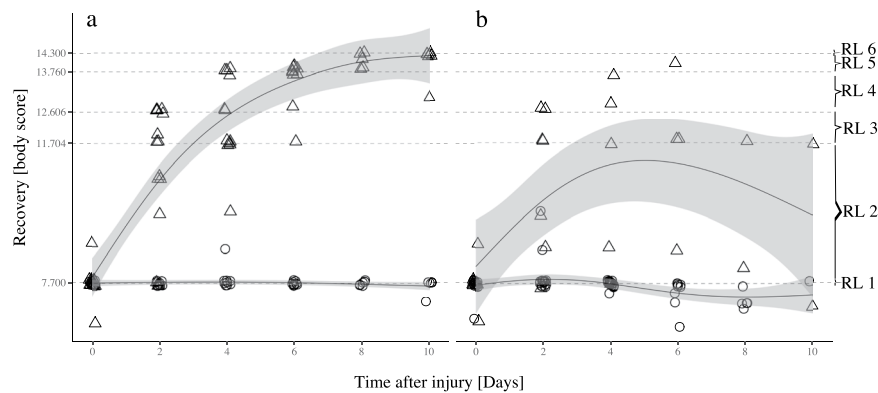 a
b
14.300
13.760
12.606
11.704
7.700
Recovery [body score]
RL 6
RL 5
RL 4
RL 3
RL 2
RL 1
0 2 4 6 8 10
0 2 4 6 8 10
Time after injury [Days]